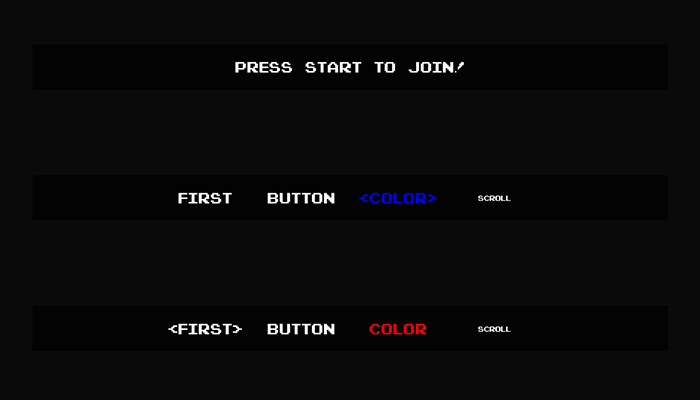 PRESS START TO JOIN!
FIRST BUTTON <COLOR> SCROLL
<FIRST> BUTTON COLOR SCROLL